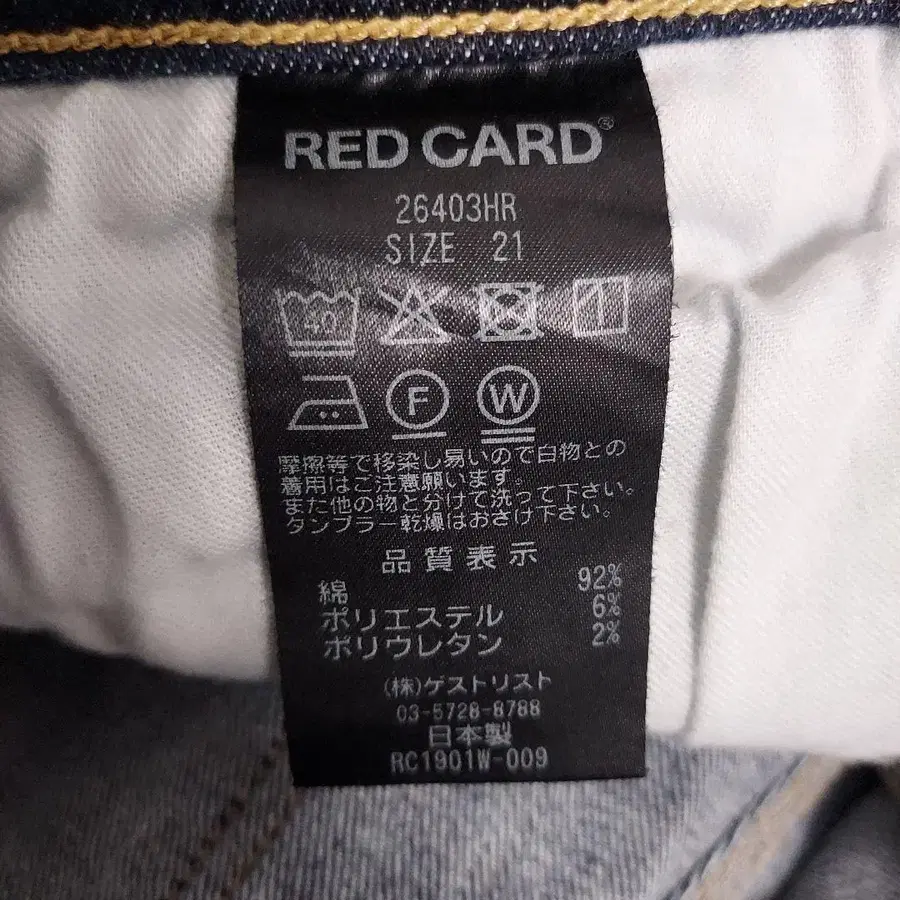 RED CARD®
26403HR
SIZE 21
40
F W
摩擦等で移染し易いので白物との
着用はご注意願います。
また他の物と分けて洗って下さい。
タンブラー乾燥はおさけ下さい。
品質表示
綿 92%
ポリエステル 6%
ポリウレタン 2%
(株)ゲストリスト
03-5728-8788
日本製
RC1901W-009